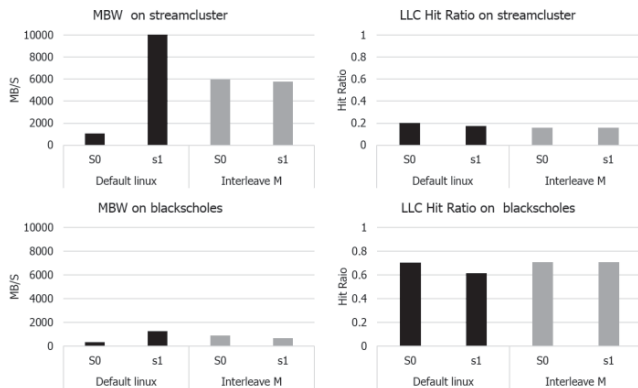 MBW on streamcluster
10000
8000
6000
4000
2000
0
MB/S
S0 s1 S0 s1
Default linux Interleave M
LLC Hit Ratio on streamcluster
1
0.8
0.6
0.4
0.2
0
Hit Ratio
S0 s1 S0 s1
Default linux Interleave M
MBW on blackscholes
10000
8000
6000
4000
2000
0
MB/S
S0 s1 S0 s1
Default linux Interleave M
LLC Hit Ratio on blackscholes
1
0.8
0.6
0.4
0.2
0
Hit Raio
S0 s1 S0 s1
Default linux Interleave M